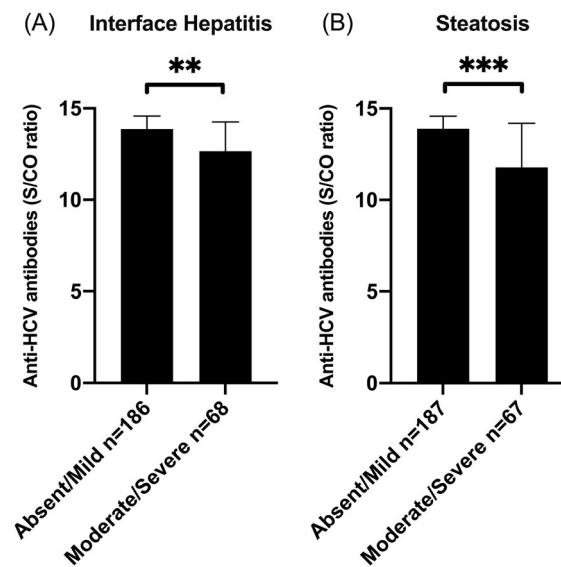 (A) Interface Hepatitis
**
Anti-HCV antibodies (S/CO ratio)
15
10
5
0
Absent/Mild n=186
Moderate/Severe n=68
(B) Steatosis
***
Anti-HCV antibodies (S/CO ratio)
15
10
5
0
Absent/Mild n=187
Moderate/Severe n=67